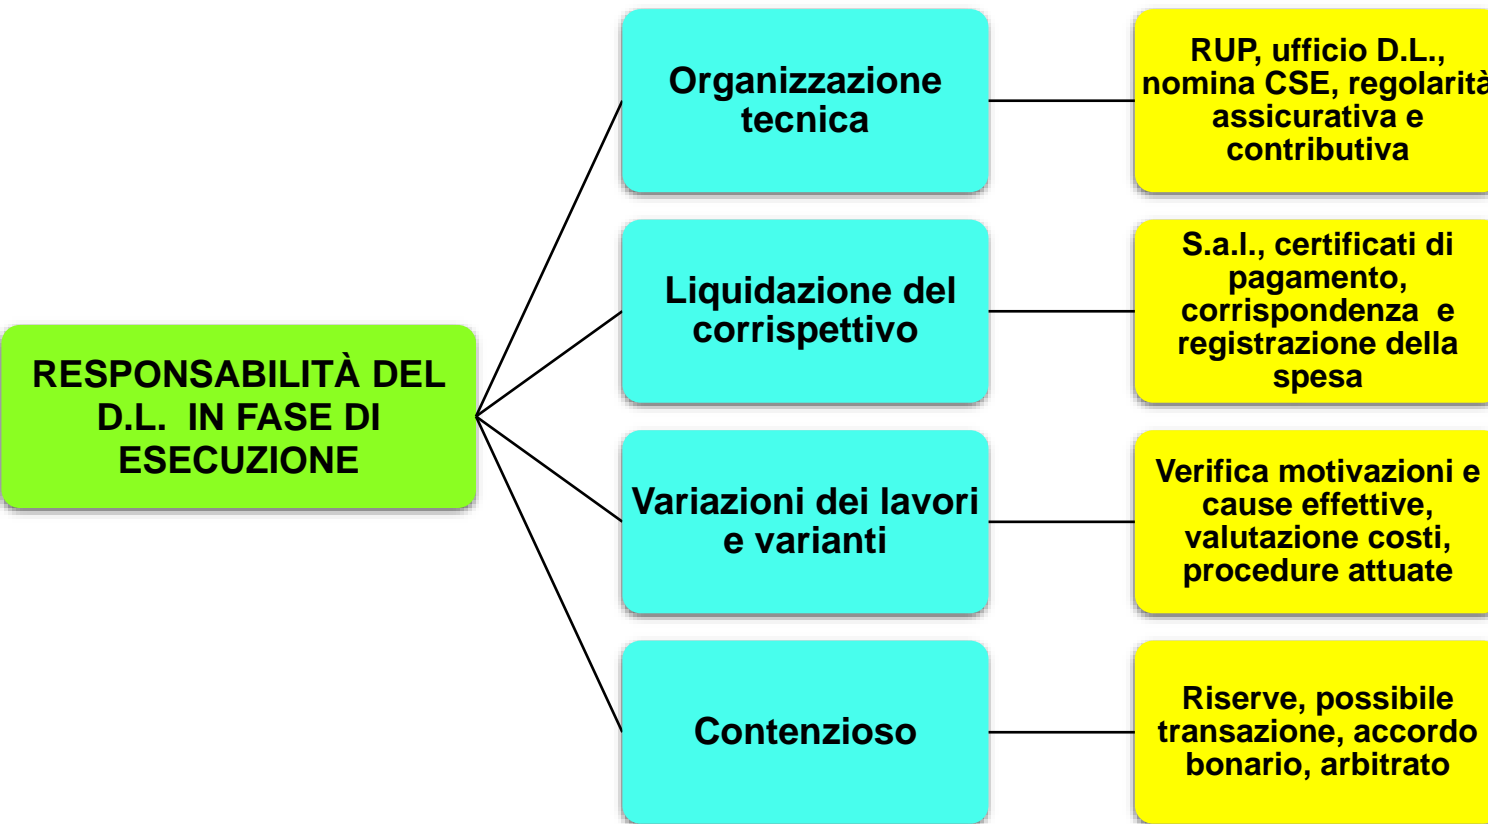 RESPONSABILITÀ DEL
D.L. IN FASE DI
ESECUZIONE
Organizzazione
tecnica
RUP, ufficio D.L.,
nomina CSE, regolarità
assicurativa e
contributiva
Liquidazione del
corrispettivo
S.a.l., certificati di
pagamento,
corrispondenza e
registrazione della
spesa
Variazioni dei lavori
e varianti
Verifica motivazioni e
cause effettive,
valutazione costi,
procedure attuate
Contenzioso
Riserve, possibile
transazione, accordo
bonario, arbitrato